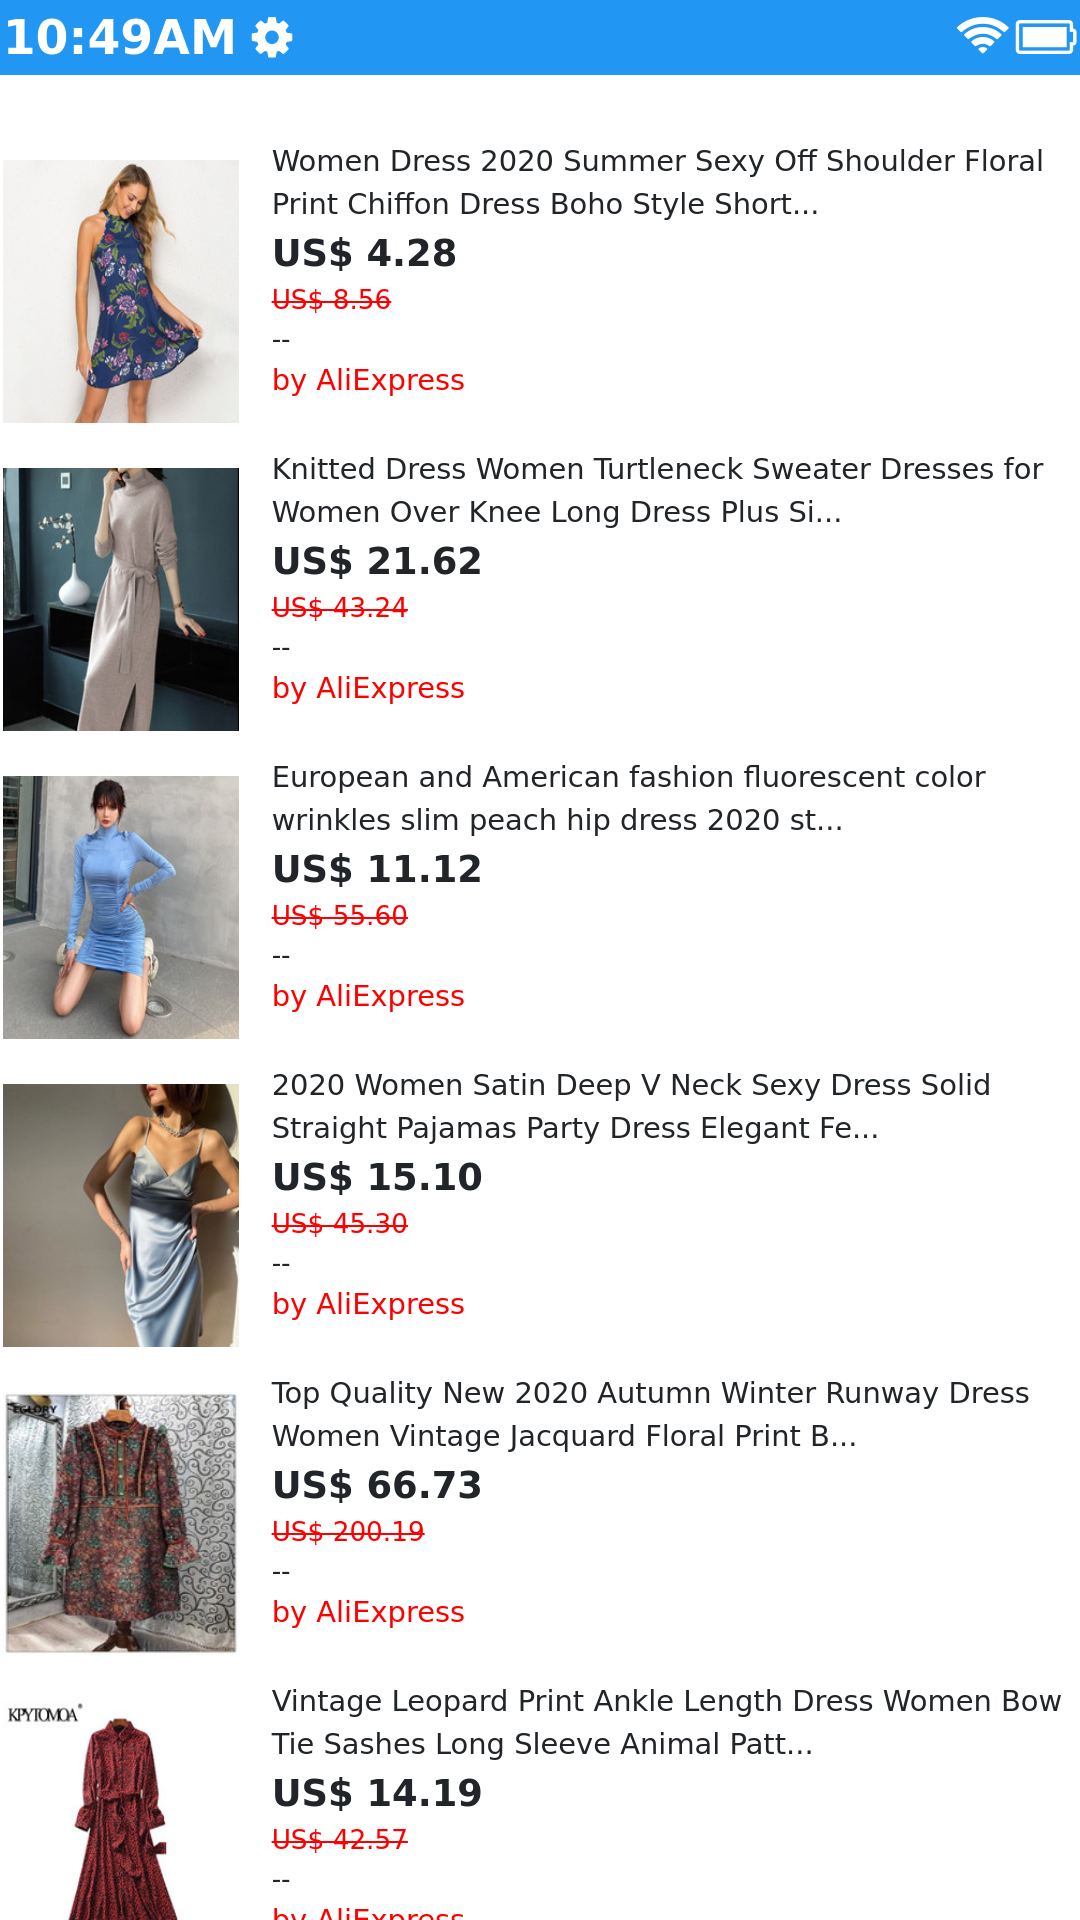 10:49AM
Women Dress 2020 Summer Sexy Off Shoulder Floral
Print Chiffon Dress Boho Style Short...
US$ 4.28
US$ 8.56
--
by AliExpress
Knitted Dress Women Turtleneck Sweater Dresses for
Women Over Knee Long Dress Plus Si...
US$ 21.62
US$ 43.24
--
by AliExpress
European and American fashion fluorescent color
wrinkles slim peach hip dress 2020 st...
US$ 11.12
US$ 55.60
--
by AliExpress
2020 Women Satin Deep V Neck Sexy Dress Solid
Straight Pajamas Party Dress Elegant Fe...
US$ 15.10
US$ 45.30
--
by AliExpress
EGLORY
Top Quality New 2020 Autumn Winter Runway Dress
Women Vintage Jacquard Floral Print B...
US$ 66.73
US$ 200.19
--
by AliExpress
KPYTOMOA
Vintage Leopard Print Ankle Length Dress Women Bow
Tie Sashes Long Sleeve Animal Patt...
US$ 14.19
US$ 42.57
--
by AliExpress